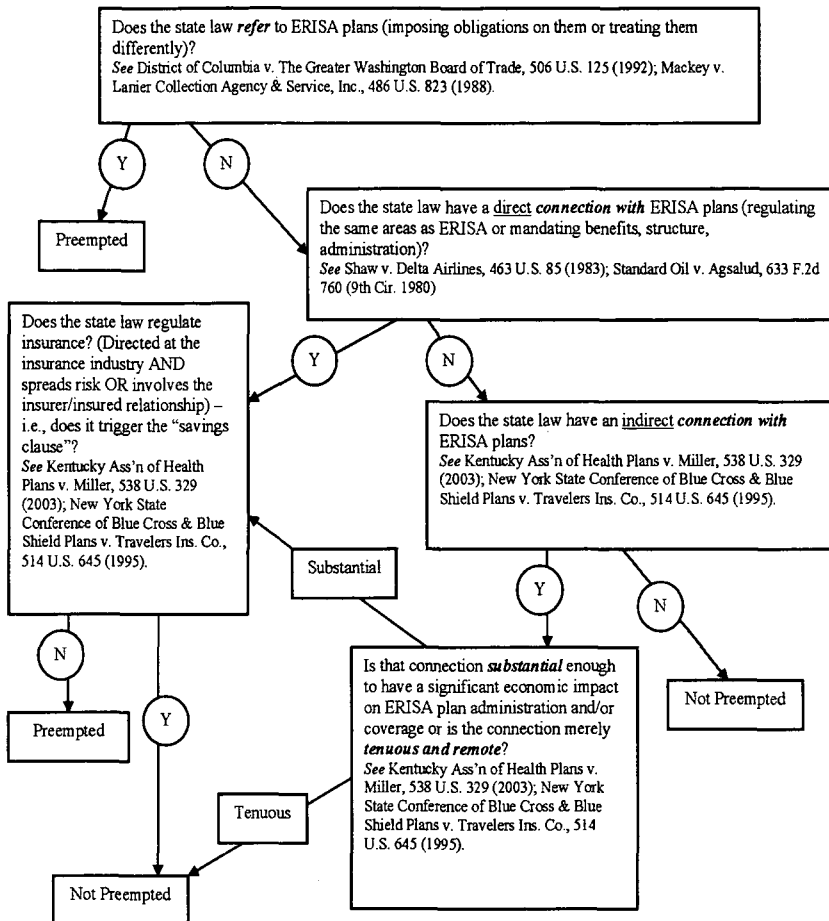 Does the state law refer to ERISA plans (imposing obligations on them or treating them
differently)?
See District of Columbia v. The Greater Washington Board of Trade, 506 U.S. 125 (1992); Mackey v.
Lanier Collection Agency & Service, Inc., 486 U.S. 823 (1988).
Y
N
Preempted
Does the state law have a direct connection with ERISA plans (regulating
the same areas as ERISA or mandating benefits, structure,
administration)?
See Shaw v. Delta Airlines, 463 U.S. 85 (1983); Standard Oil v. Agsalud, 633 F.2d
760 (9th Cir. 1980)
Y
N
Does the state law regulate
insurance? (Directed at the
insurance industry AND
spreads risk OR involves the
insurer/insured relationship) –
i.e., does it trigger the “savings
clause”?
See Kentucky Ass'n of Health
Plans v. Miller, 538 U.S. 329
(2003); New York State
Conference of Blue Cross & Blue
Shield Plans v. Travelers Ins. Co.,
514 U.S. 645 (1995).
Does the state law have an indirect connection with
ERISA plans?
See Kentucky Ass'n of Health Plans v. Miller, 538 U.S. 329
(2003); New York State Conference of Blue Cross & Blue
Shield Plans v. Travelers Ins. Co., 514 U.S. 645 (1995).
Substantial
Y
N
N
Y
Preempted
Is that connection substantial enough
to have a significant economic impact
on ERISA plan administration and/or
coverage or is the connection merely
tenuous and remote?
See Kentucky Ass'n of Health Plans v.
Miller, 538 U.S. 329 (2003); New York
State Conference of Blue Cross & Blue
Shield Plans v. Travelers Ins. Co., 514
U.S. 645 (1995).
Not Preempted
Tenuous
Not Preempted